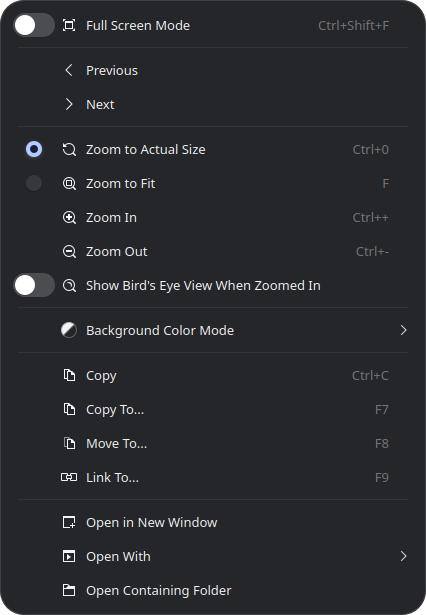 Full Screen Mode Ctrl+Shift+F
Previous
Next
Zoom to Actual Size Ctrl+0
Zoom to Fit F
Zoom In Ctrl++
Zoom Out Ctrl+-
Show Bird's Eye View When Zoomed In
Background Color Mode
Copy Ctrl+C
Copy To... F7
Move To... F8
Link To... F9
Open in New Window
Open With
Open Containing Folder